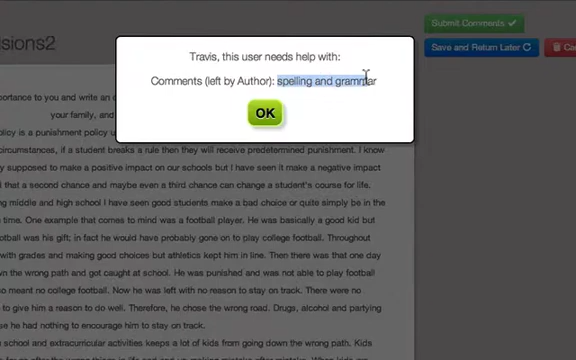 isions2
Submit Comments
Save and Return Later
Can
Travis, this user needs help with:
Comments (left by Author): spelling and grammar
OK
portance to you and write an
your family, and
olicy is a punishment policy u
circumstances, if a student breaks a rule then they will receive predetermined punishment. I know
y supposed to make a positive impact on our schools but I have seen it make a negative impact
d that a second chance and maybe even a third chance can change a student's course for life.
ng middle and high school I have seen good students make a bad choice or quite simply be in the
time. One example that comes to mind was a football player. He was basically a good kid but
otball was his gift; in fact he would have probably gone on to play college football. Throughout
with grades and making good choices but athletics kept him in line. Then there was that one day
wn the wrong path and got caught at school. He was punished and was not able to play football
o meant no college football. Now he was left with no reason to stay on track. There were no
to give him a reason to do well. Therefore, he chose the wrong road. Drugs, alcohol and partying
se he had nothing to encourage him to stay on track.
school and extracurricular activities keeps a lot of kids from going down the wrong path. Kids